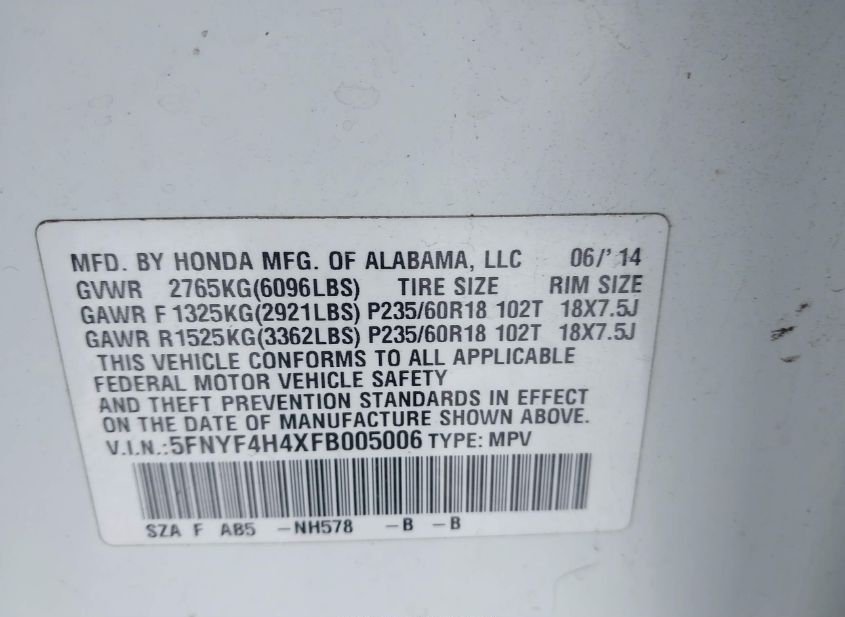 MFD. BY HONDA MFG. OF ALABAMA, LLC 06/'14
GVWR 2765KG(6096LBS) TIRE SIZE RIM SIZE
GAWR F 1325KG(2921LBS) P235/60R18 102T 18X7.5J
GAWR R1525KG(3362LBS) P235/60R18 102T 18X7.5J
THIS VEHICLE CONFORMS TO ALL APPLICABLE
FEDERAL MOTOR VEHICLE SAFETY
AND THEFT PREVENTION STANDARDS IN EFFECT
ON THE DATE OF MANUFACTURE SHOWN ABOVE.
V.I.N.:5FNYF4H4XFB005006 TYPE: MPV
SZA F AB5 -NH578 -B -B